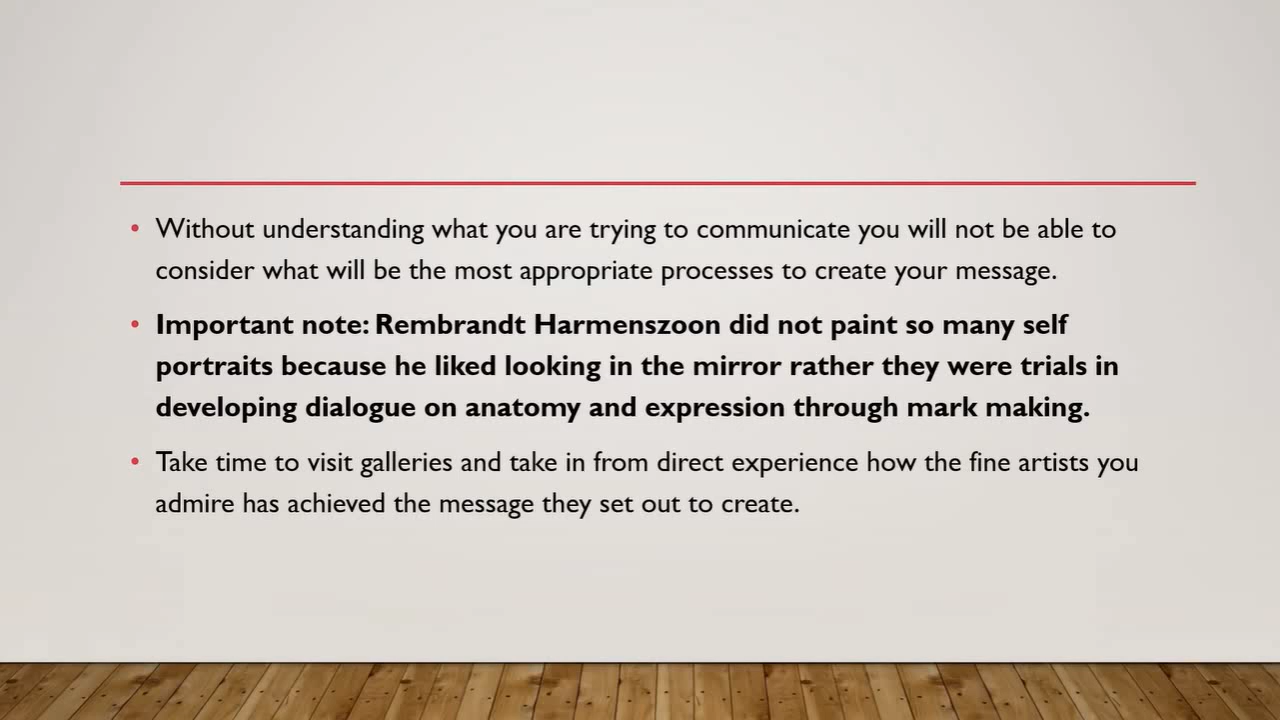 • Without understanding what you are trying to communicate you will not be able to
consider what will be the most appropriate processes to create your message.
• Important note: Rembrandt Harmenszoon did not paint so many self
portraits because he liked looking in the mirror rather they were trials in
developing dialogue on anatomy and expression through mark making.
• Take time to visit galleries and take in from direct experience how the fine artists you
admire has achieved the message they set out to create.